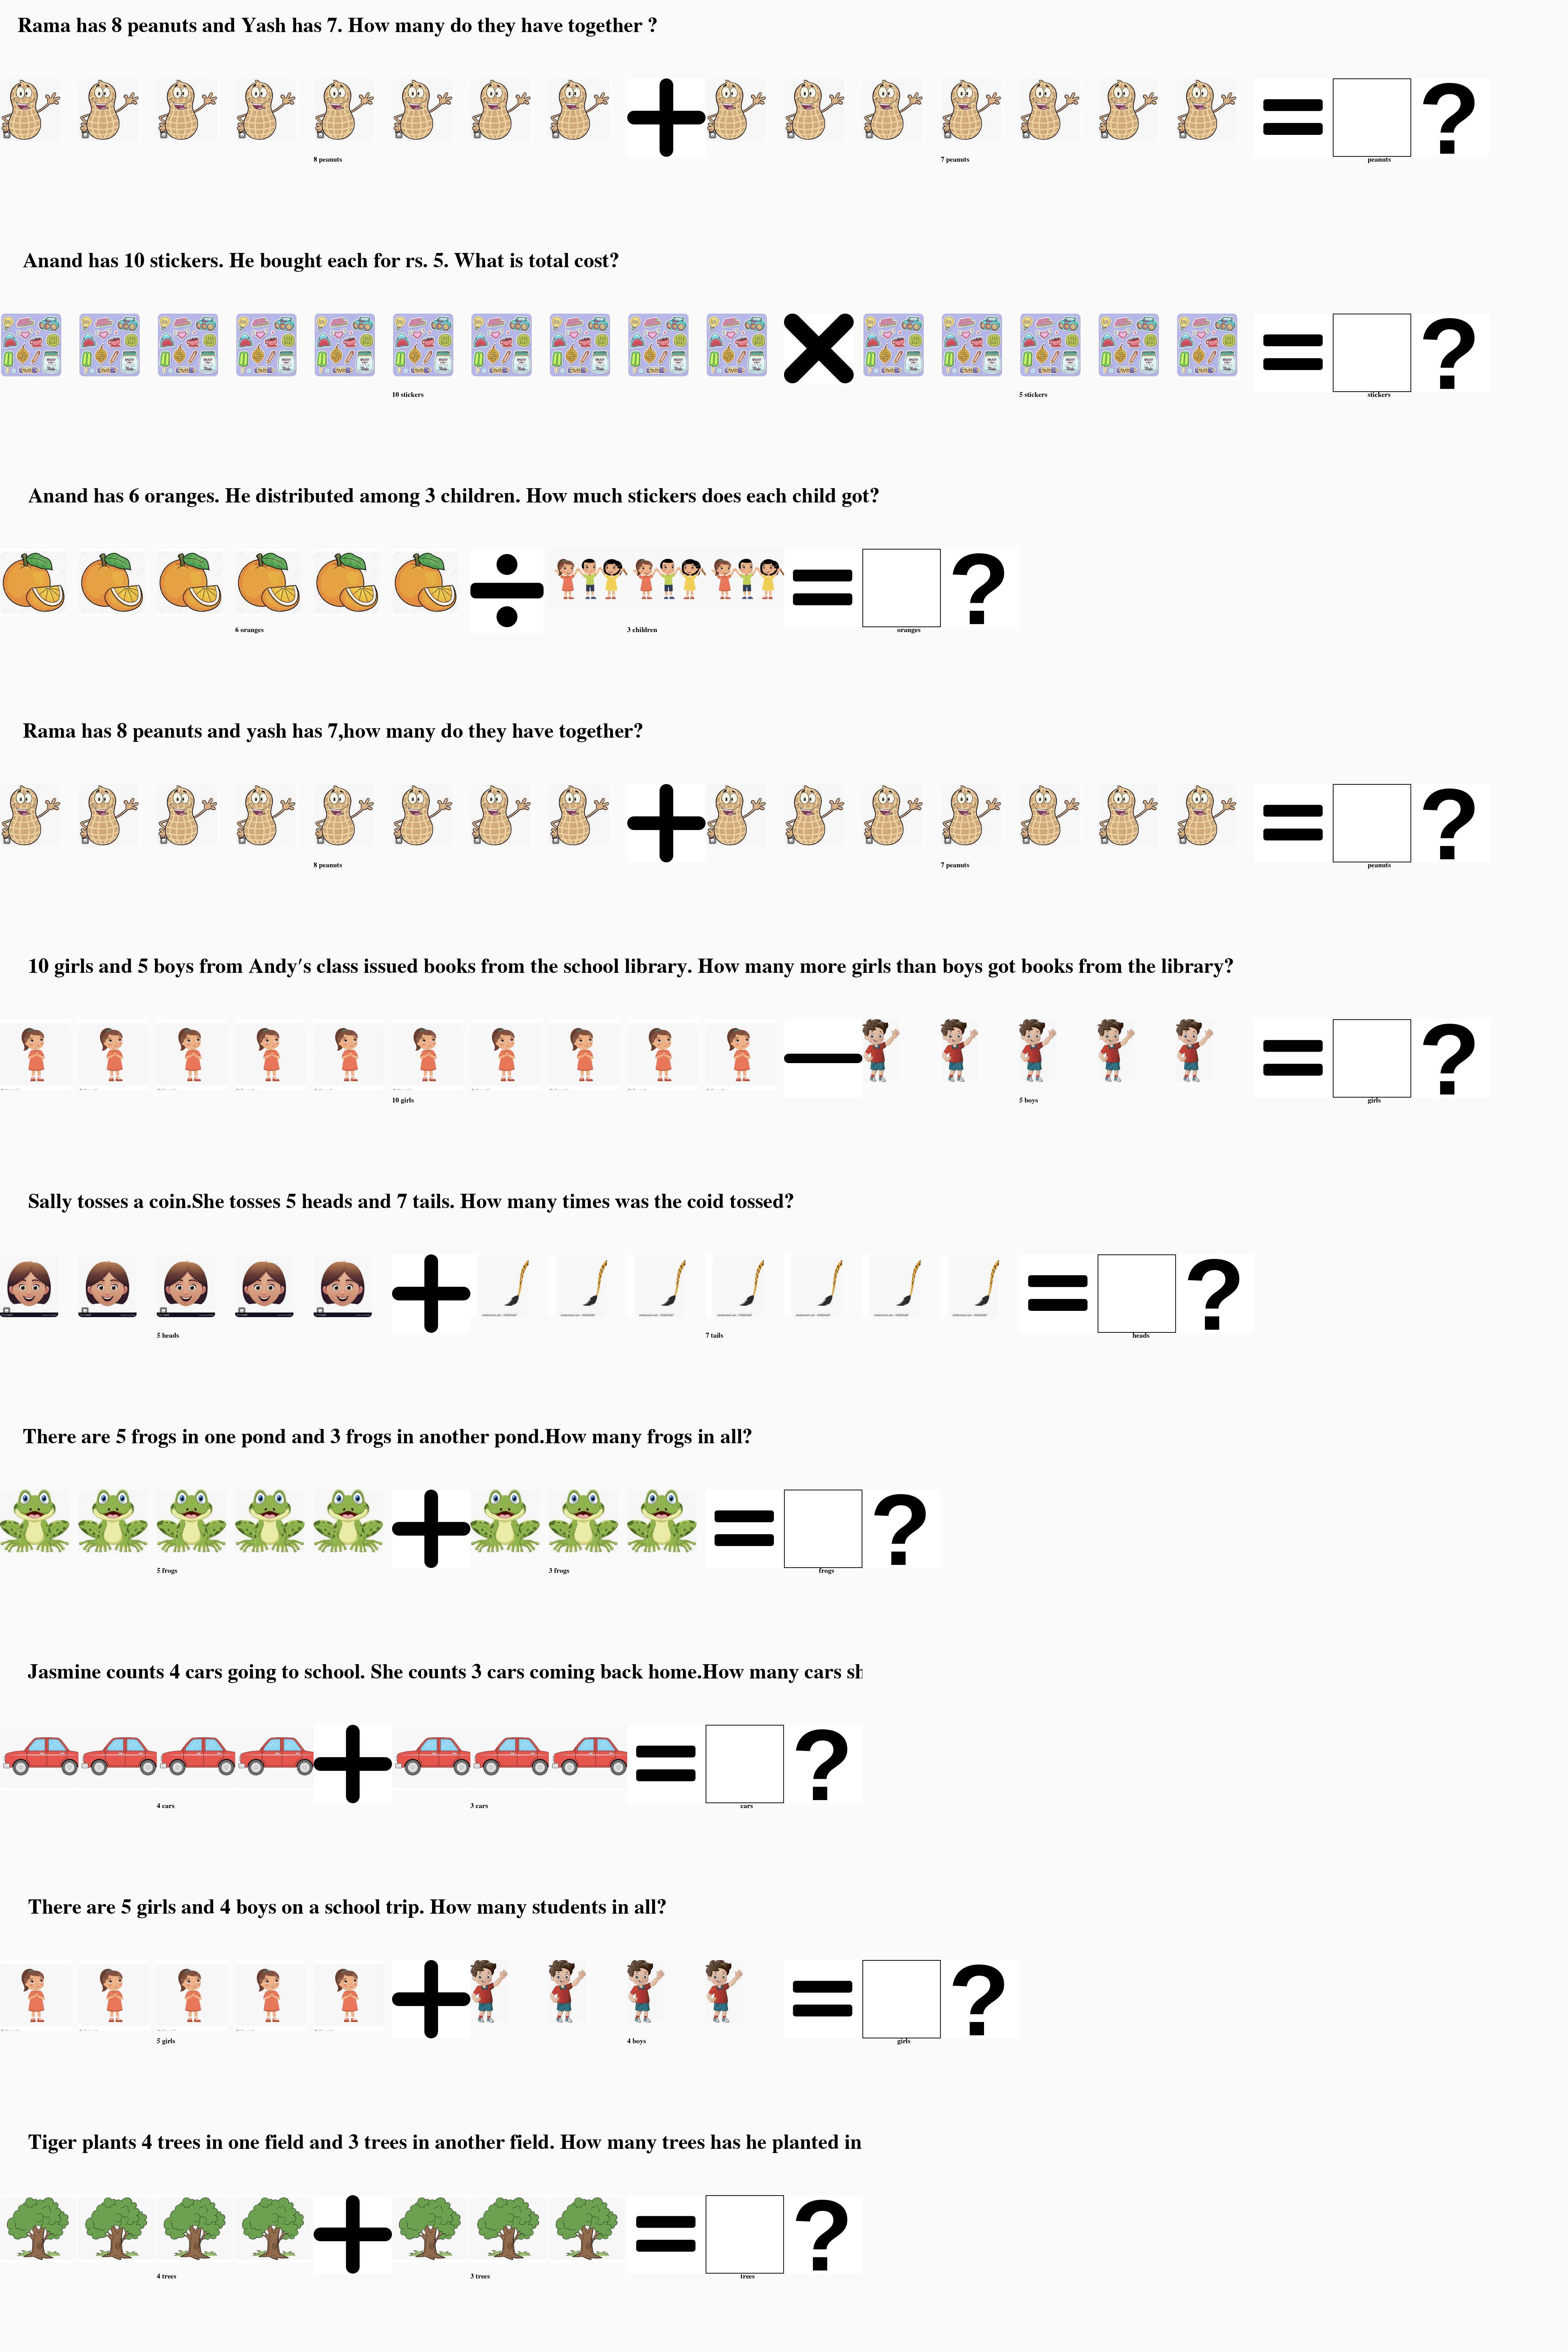 Rama has 8 peanuts and Yash has 7. How many do they have together ?
8 peanuts 7 peanuts peanuts
Anand has 10 stickers. He bought each for rs. 5. What is total cost?
10 stickers 5 stickers stickers
Anand has 6 oranges. He distributed among 3 children. How much stickers does each child got?
6 oranges 3 children oranges
Rama has 8 peanuts and yash has 7,how many do they have together?
8 peanuts 7 peanuts peanuts
10 girls and 5 boys from Andy's class issued books from the school library. How many more girls than boys got books from the library?
10 girls 5 boys girls
Sally tosses a coin.She tosses 5 heads and 7 tails. How many times was the coid tossed?
5 heads 7 tails heads
There are 5 frogs in one pond and 3 frogs in another pond.How many frogs in all?
5 frogs 3 frogs frogs
Jasmine counts 4 cars going to school. She counts 3 cars coming back home.How many cars sh
4 cars 3 cars cars
There are 5 girls and 4 boys on a school trip. How many students in all?
5 girls 4 boys girls
Tiger plants 4 trees in one field and 3 trees in another field. How many trees has he planted in
4 trees 3 trees trees